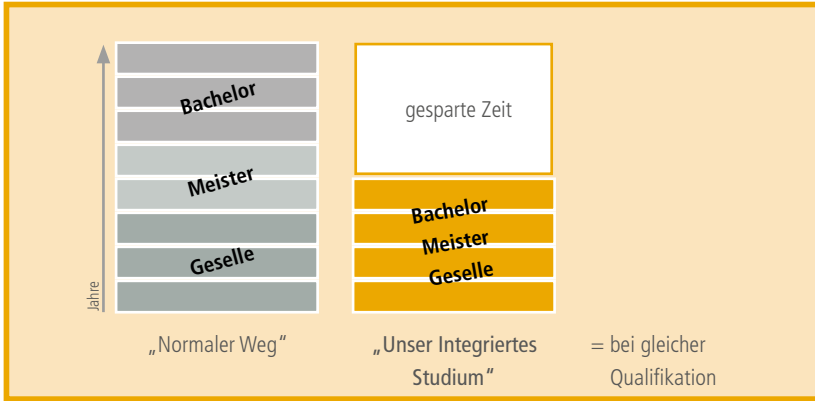 Bachelor
Meister
Geselle
Jahre
gesparte Zeit
Bachelor
Meister
Geselle
„Normaler Weg“
„Unser Integriertes
Studium“
= bei gleicher
Qualifikation